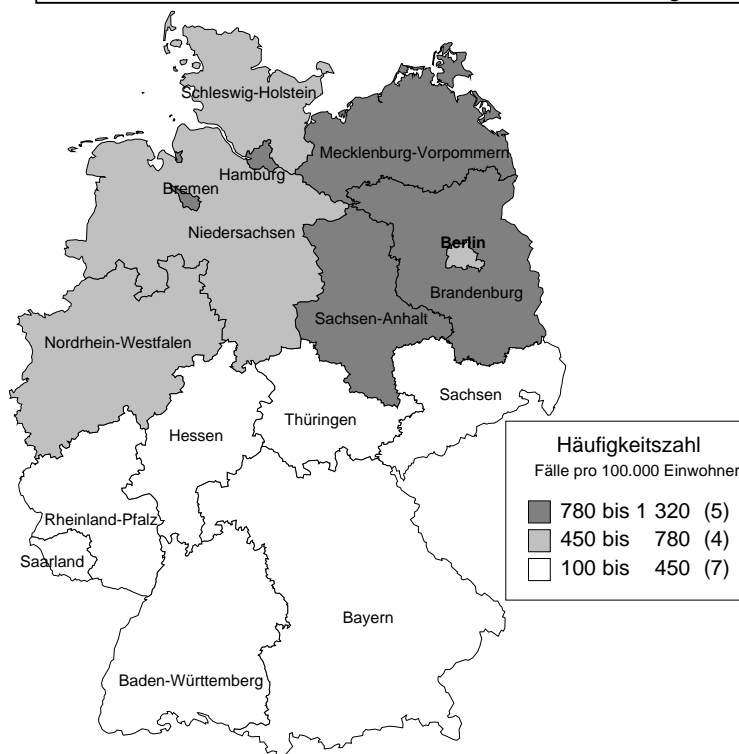 Schleswig-Holstein
Mecklenburg-Vorpommern
Hamburg
Bremen
Niedersachsen
Berlin
Brandenburg
Sachsen-Anhalt
Nordrhein-Westfalen
Sachsen
Thüringen
Hessen
Häufigkeitszahl
Fälle pro 100.000 Einwohner
780 bis 1 320 (5)
450 bis 780 (4)
100 bis 450 (7)
Rheinland-Pfalz
Saarland
Bayern
Baden-Württemberg